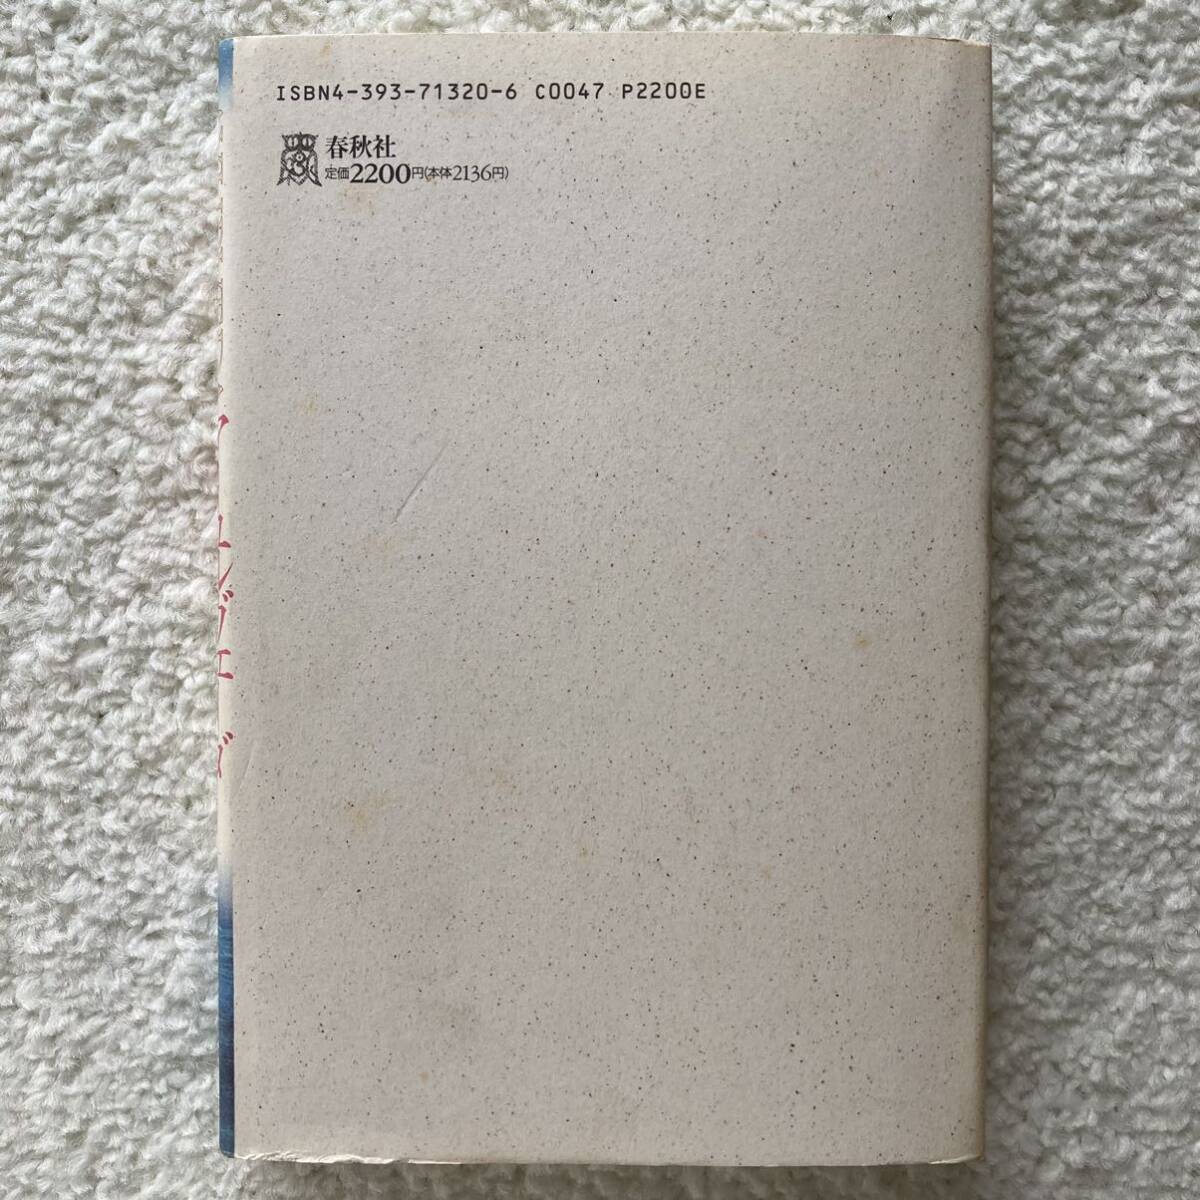 ISBN4-393-71320-6 C0047 P2200E
春秋社
定価2200円(本体2136円)